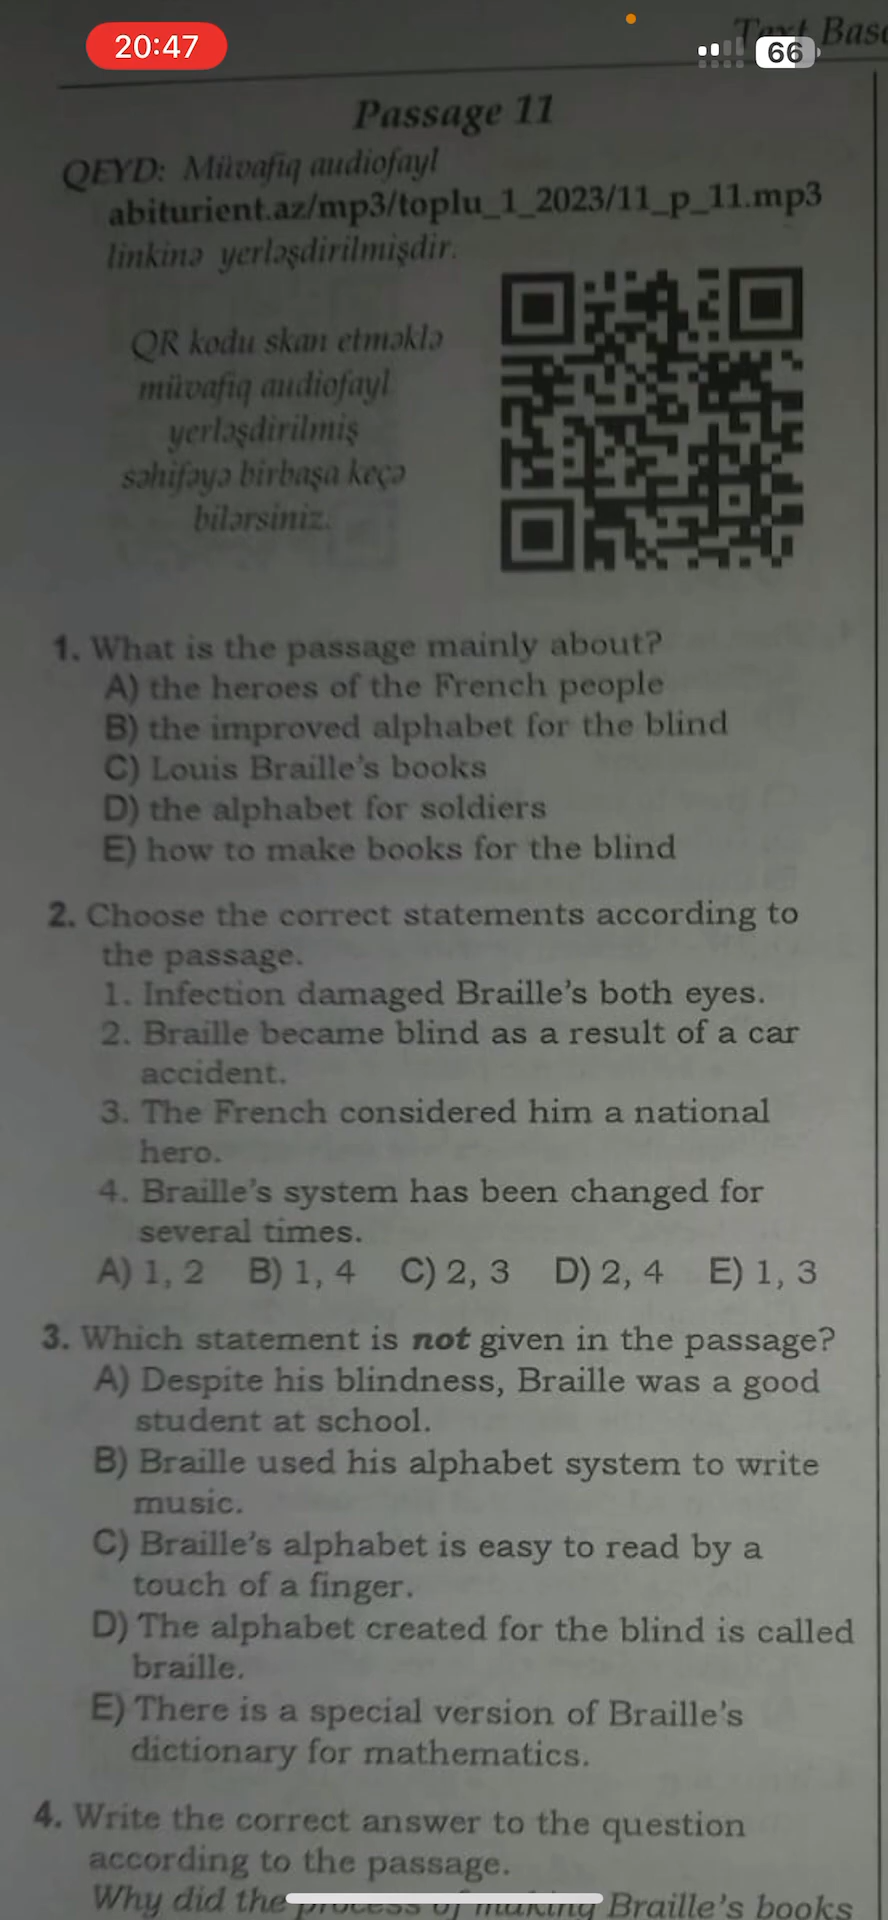 20:47
66
Text Base
Passage 11
QEYD: Müvafiq audiofayl
abiturient.az/mp3/toplu_1_2023/11_p_11.mp3
linkinə yerləşdirilmişdir.
QR kodu skan etməklə
müvafiq audiofayl
yerləşdirilmiş
səhifəyə birbaşa keçə
bilərsiniz.
1. What is the passage mainly about?
A) the heroes of the French people
B) the improved alphabet for the blind
C) Louis Braille's books
D) the alphabet for soldiers
E) how to make books for the blind
2. Choose the correct statements according to
the passage.
1. Infection damaged Braille's both eyes.
2. Braille became blind as a result of a car
accident.
3. The French considered him a national
hero.
4. Braille's system has been changed for
several times.
A) 1, 2 B) 1, 4 C) 2, 3 D) 2, 4 E) 1, 3
3. Which statement is not given in the passage?
A) Despite his blindness, Braille was a good
student at school.
B) Braille used his alphabet system to write
music.
C) Braille's alphabet is easy to read by a
touch of a finger.
D) The alphabet created for the blind is called
braille.
E) There is a special version of Braille's
dictionary for mathematics.
4. Write the correct answer to the question
according to the passage.
Why did the process of making Braille's books